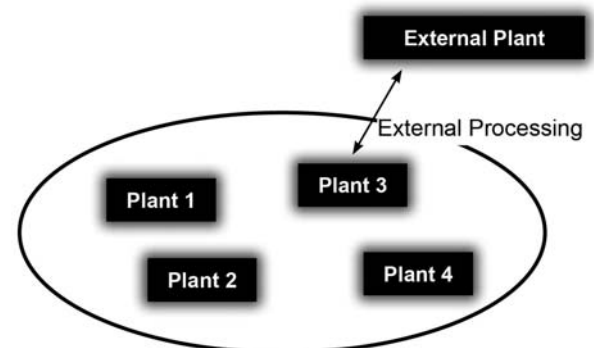 External Plant
External Processing
Plant 3
Plant 1
Plant 2
Plant 4